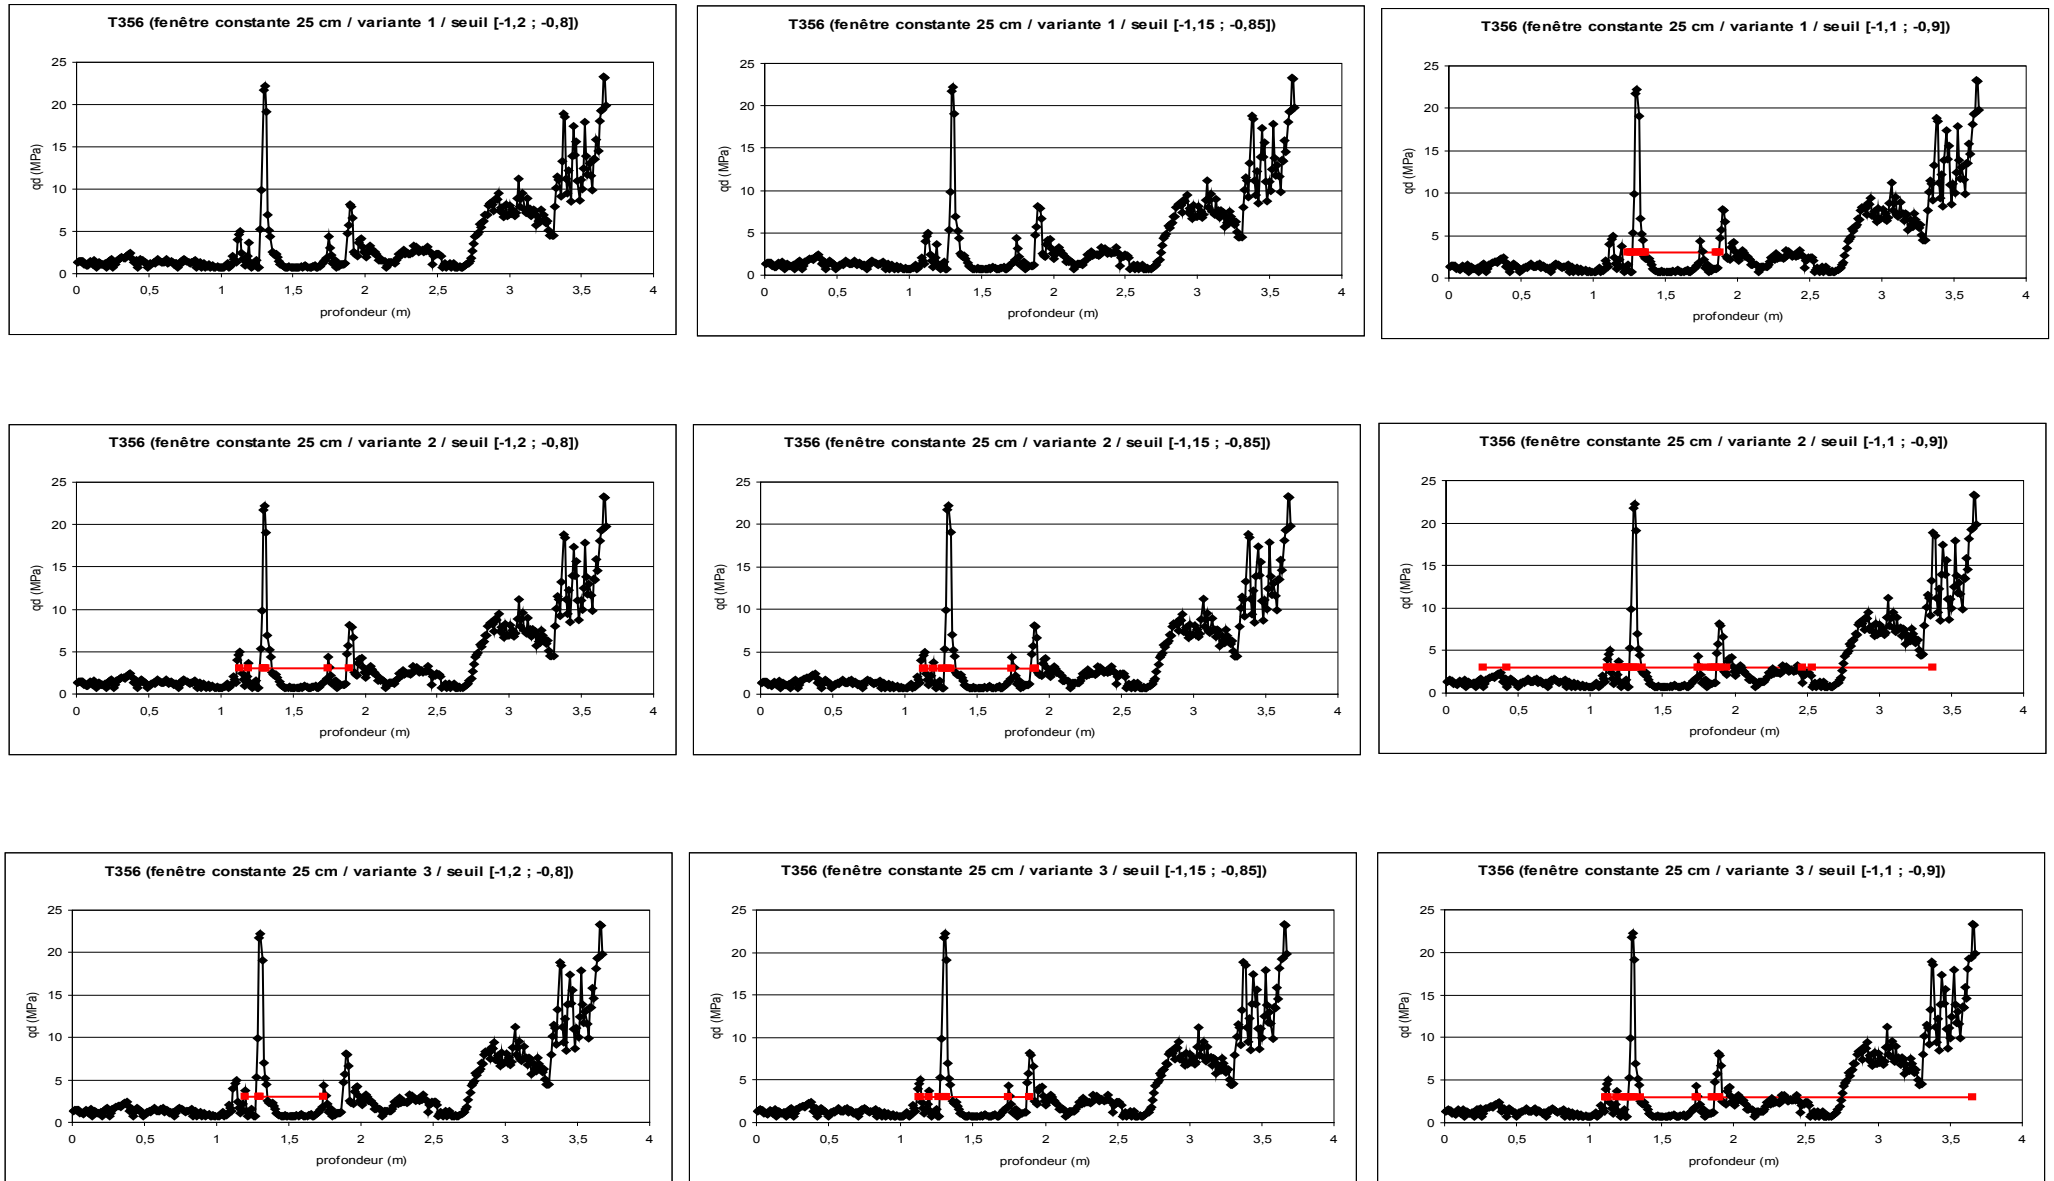 T356 (fenêtre constante 25 cm / variante 1 / seuil [-1,2 ; -0,8])
25
20
15
10
5
0
qd (MPa)
0 0,5 1 1,5 2 2,5 3 3,5 4
profondeur (m)
T356 (fenêtre constante 25 cm / variante 1 / seuil [-1,15 ; -0,85])
25
20
15
10
5
0
qd (MPa)
0 0,5 1 1,5 2 2,5 3 3,5 4
profondeur (m)
T356 (fenêtre constante 25 cm / variante 1 / seuil [-1,1 ; -0,9])
25
20
15
10
5
0
qd (MPa)
0 0,5 1 1,5 2 2,5 3 3,5 4
profondeur (m)
T356 (fenêtre constante 25 cm / variante 2 / seuil [-1,2 ; -0,8])
25
20
15
10
5
0
qd (MPa)
0 0,5 1 1,5 2 2,5 3 3,5 4
profondeur (m)
T356 (fenêtre constante 25 cm / variante 2 / seuil [-1,15 ; -0,85])
25
20
15
10
5
0
qd (MPa)
0 0,5 1 1,5 2 2,5 3 3,5 4
profondeur (m)
T356 (fenêtre constante 25 cm / variante 2 / seuil [-1,1 ; -0,9])
25
20
15
10
5
0
qd (MPa)
0 0,5 1 1,5 2 2,5 3 3,5 4
profondeur (m)
T356 (fenêtre constante 25 cm / variante 3 / seuil [-1,2 ; -0,8])
25
20
15
10
5
0
qd (MPa)
0 0,5 1 1,5 2 2,5 3 3,5 4
profondeur (m)
T356 (fenêtre constante 25 cm / variante 3 / seuil [-1,15 ; -0,85])
25
20
15
10
5
0
qd (MPa)
0 0,5 1 1,5 2 2,5 3 3,5 4
profondeur (m)
T356 (fenêtre constante 25 cm / variante 3 / seuil [-1,1 ; -0,9])
25
20
15
10
5
0
qd (MPa)
0 0,5 1 1,5 2 2,5 3 3,5 4
profondeur (m)